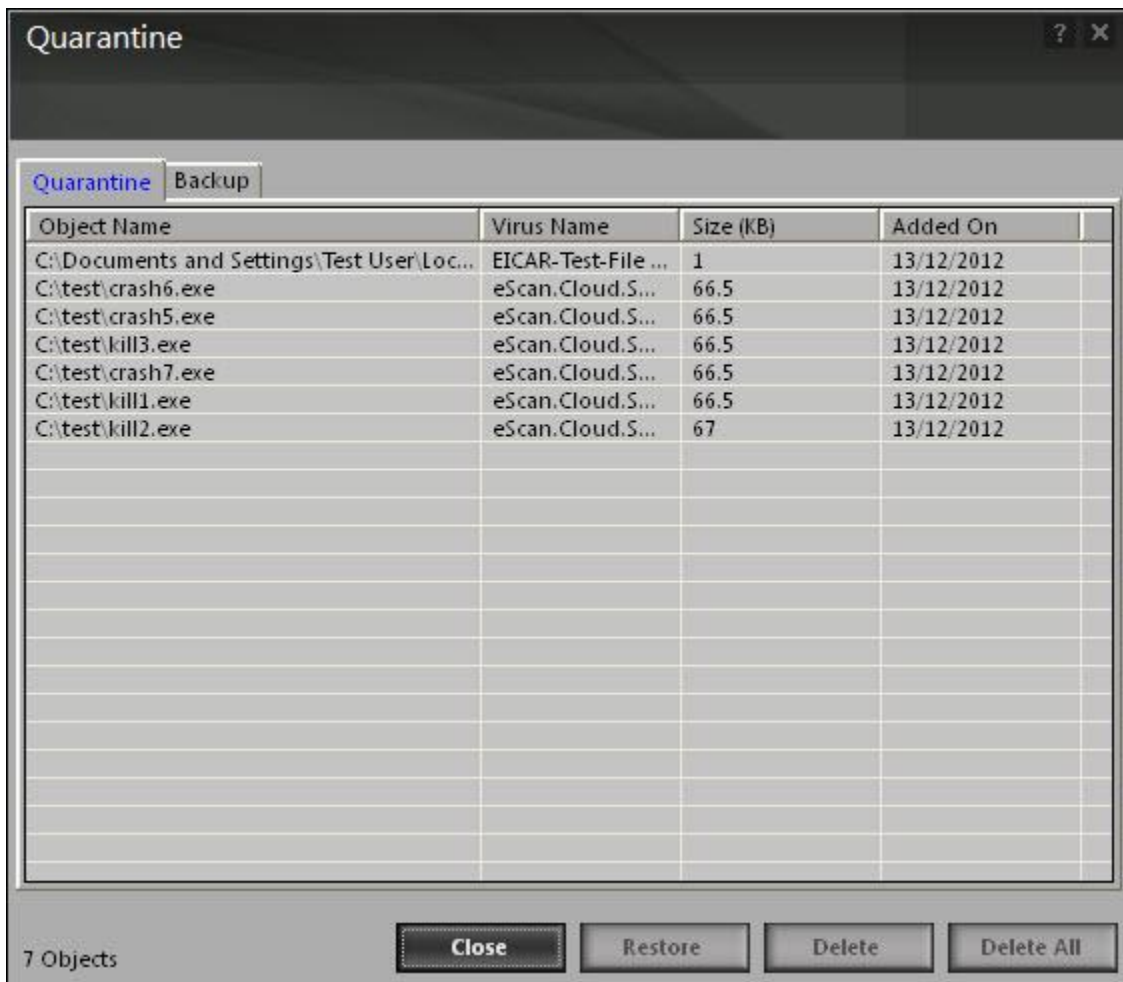 Quarantine
? X
Quarantine Backup
Object Name Virus Name Size (KB) Added On
C:\Documents and Settings\Test User\Loc... EICAR-Test-File ... 1 13/12/2012
C:\test\crash6.exe eScan.Cloud.S... 66.5 13/12/2012
C:\test\crash5.exe eScan.Cloud.S... 66.5 13/12/2012
C:\test\kill3.exe eScan.Cloud.S... 66.5 13/12/2012
C:\test\crash7.exe eScan.Cloud.S... 66.5 13/12/2012
C:\test\kill1.exe eScan.Cloud.S... 66.5 13/12/2012
C:\test\kill2.exe eScan.Cloud.S... 67 13/12/2012
7 Objects Close Restore Delete Delete All